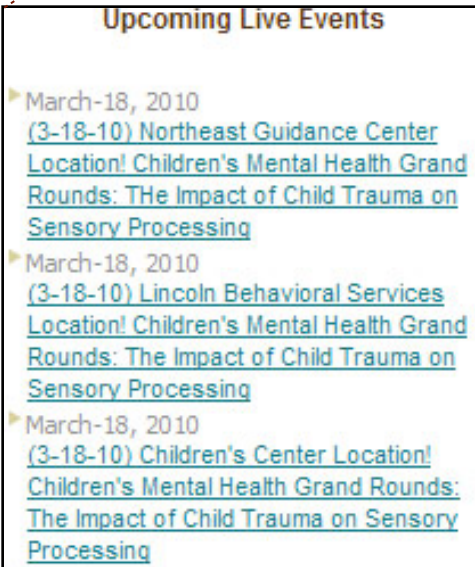 Upcoming Live Events
March-18, 2010
(3-18-10) Northeast Guidance Center
Location! Children's Mental Health Grand
Rounds: THe Impact of Child Trauma on
Sensory Processing
March-18, 2010
(3-18-10) Lincoln Behavioral Services
Location! Children's Mental Health Grand
Rounds: The Impact of Child Trauma on
Sensory Processing
March-18, 2010
(3-18-10) Children's Center Location!
Children's Mental Health Grand Rounds:
The Impact of Child Trauma on Sensory
Processing